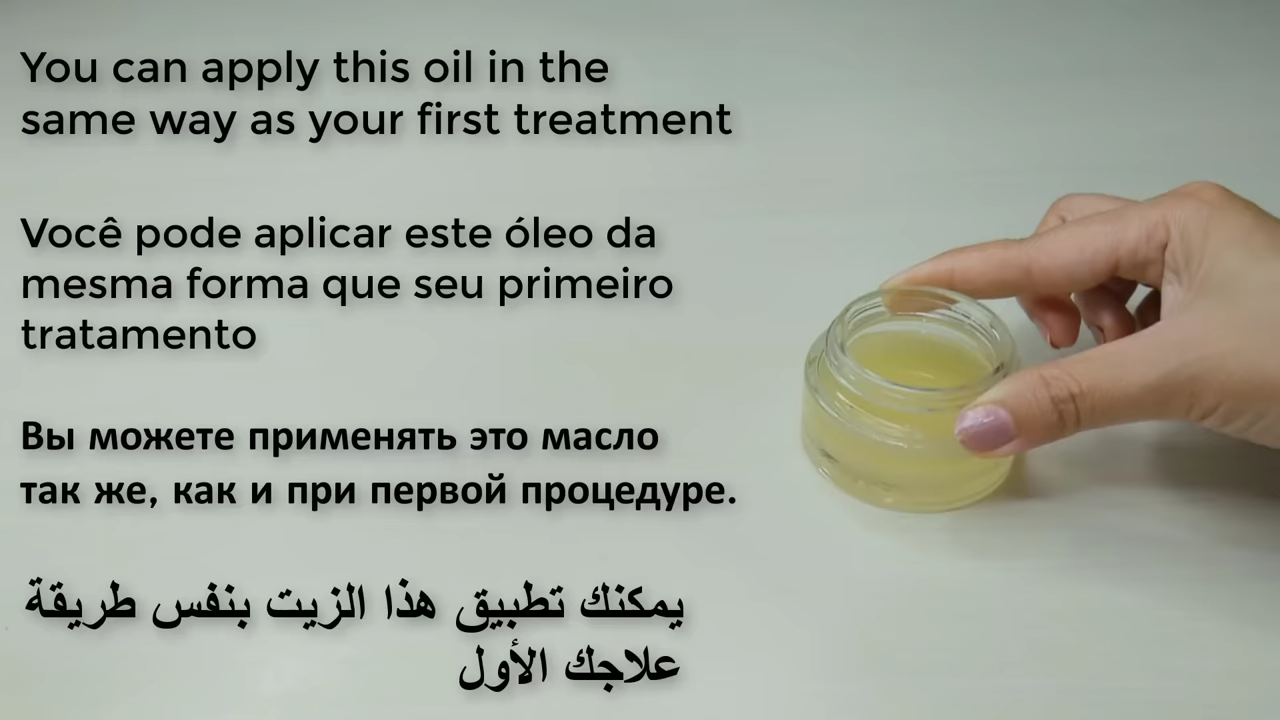 You can apply this oil in the
same way as your first treatment
Você pode aplicar este óleo da
mesma forma que seu primeiro
tratamento
Вы можете применять это масло
так же, как и при первой процедуре.
يمكنك تطبيق هذا الزيت بنفس طريقة
علاجك الأول